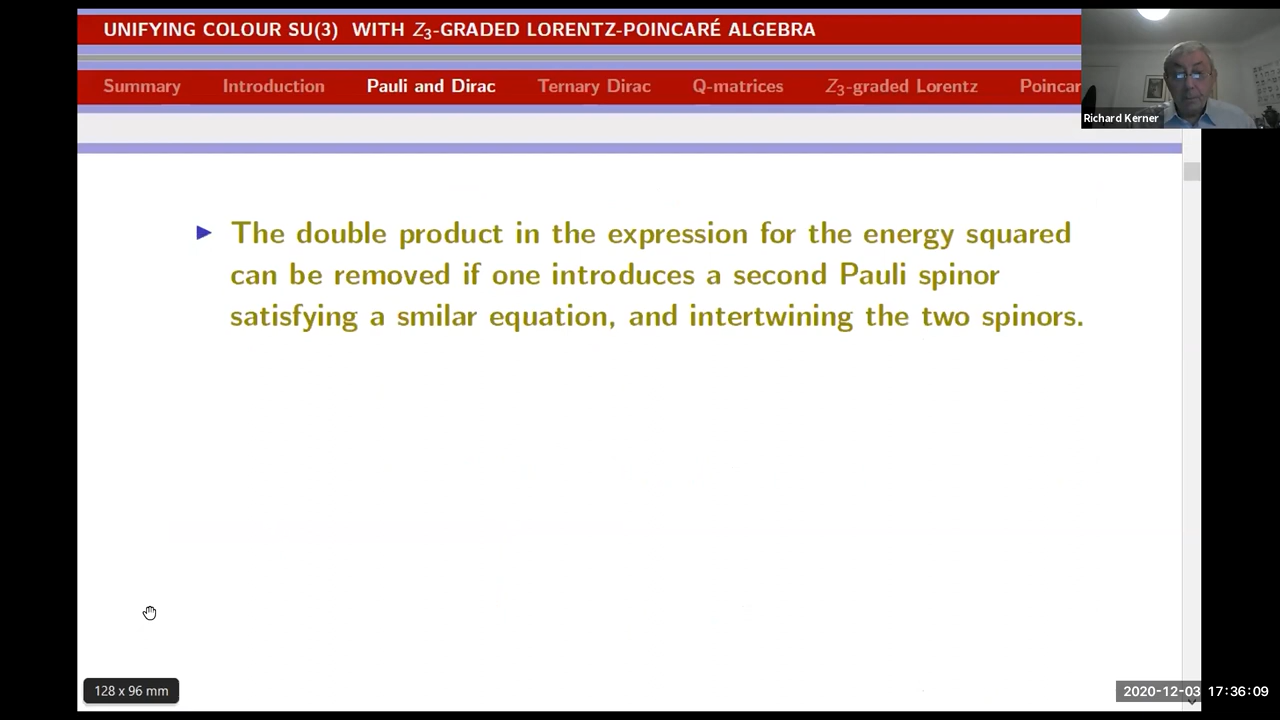 UNIFYING COLOUR SU(3) WITH Z3-GRADED LORENTZ-POINCARÉ ALGEBRA
Summary Introduction Pauli and Dirac Ternary Dirac Q-matrices Z3-graded Lorentz Poincar
Richard Kerner
▶ The double product in the expression for the energy squared
can be removed if one introduces a second Pauli spinor
satisfying a smilar equation, and intertwining the two spinors.
128 x 96 mm
2020-12-03 17:36:09